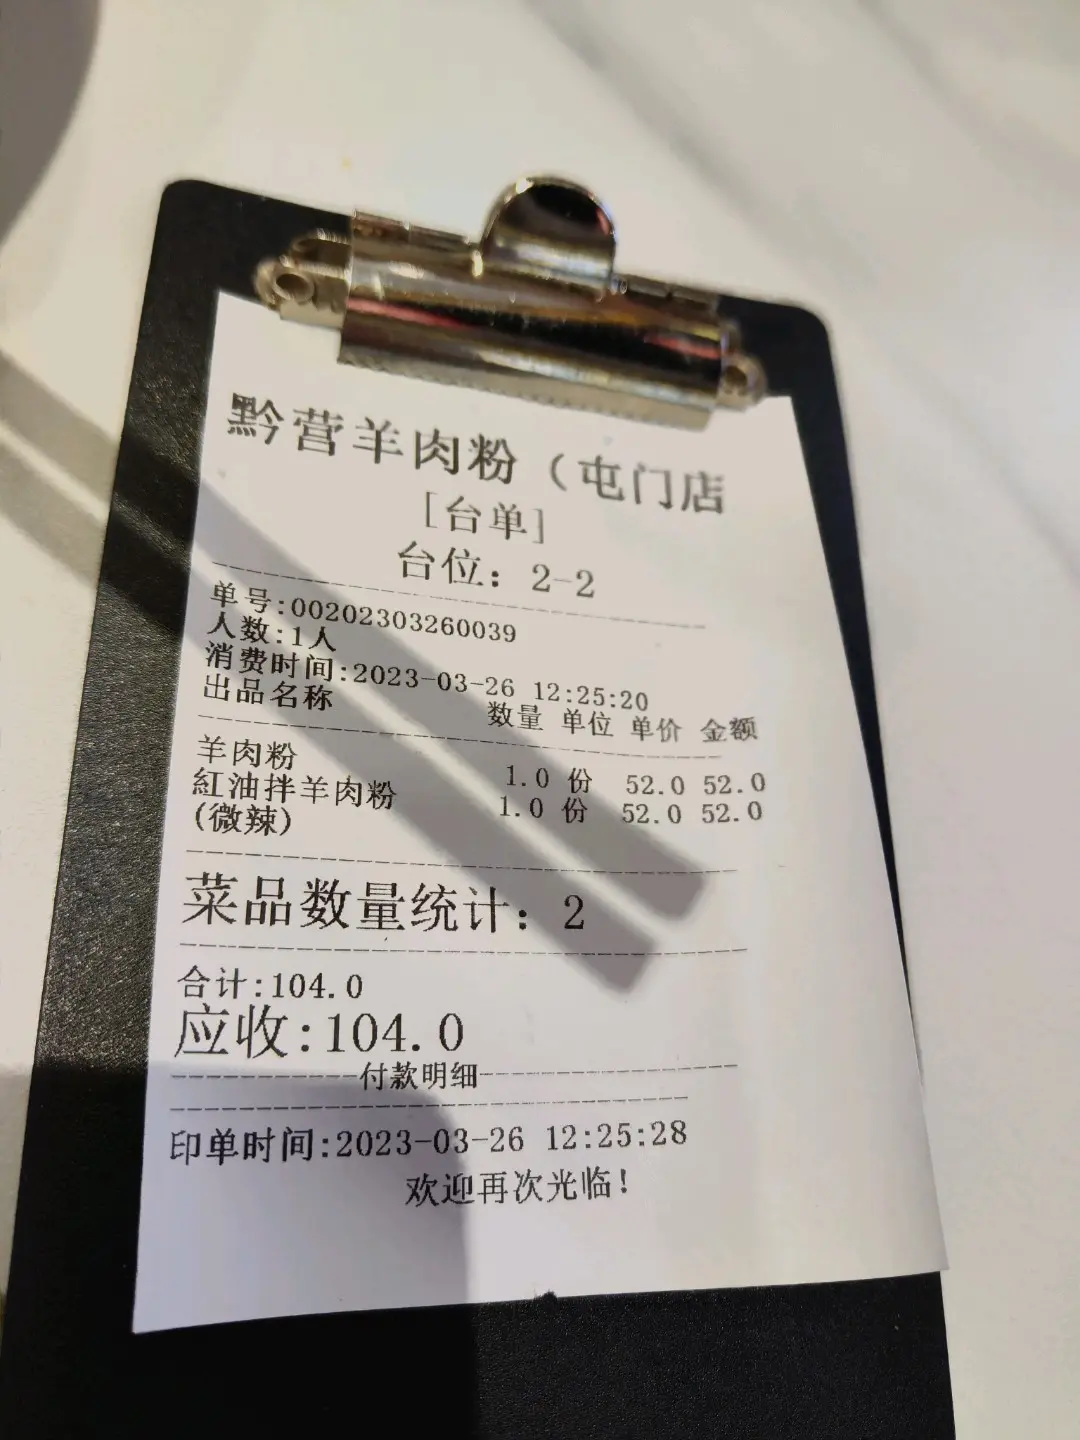 黔营羊肉粉（屯门店
[台单]
台位：2-2
单号:00202303260039
人数:1人
消费时间:2023-03-26 12:25:20
出品名称 数量 单位 单价 金额
羊肉粉 1.0 份 52.0 52.0
紅油拌羊肉粉 1.0 份 52.0 52.0
(微辣)
菜品数量统计：2
合计:104.0
应收:104.0
付款明细
印单时间:2023-03-26 12:25:28
欢迎再次光临!